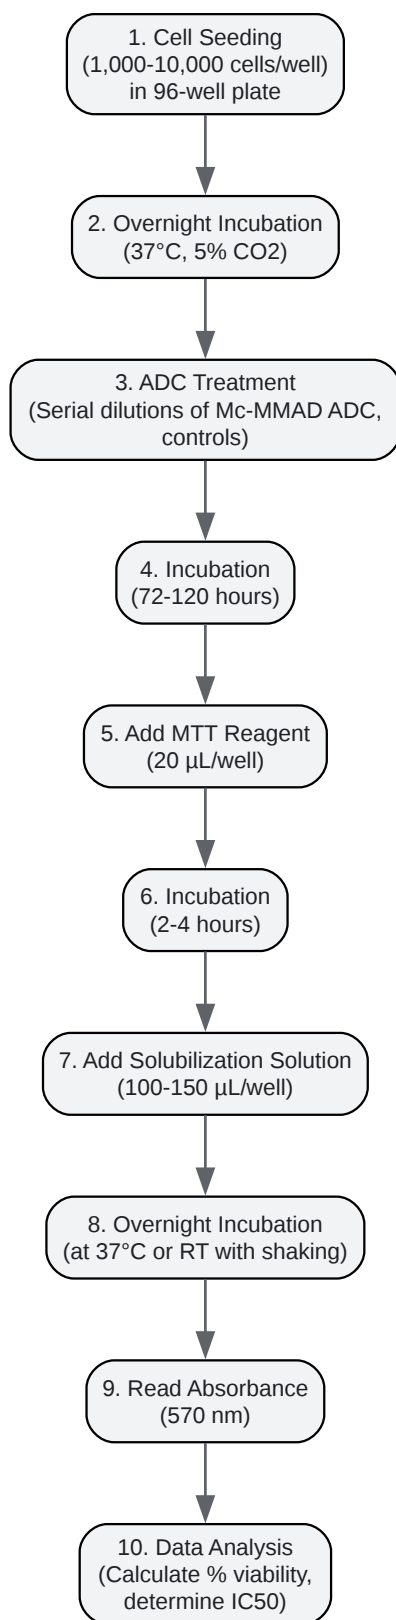 1. Cell Seeding
(1,000-10,000 cells/well)
in 96-well plate
2. Overnight Incubation
(37°C, 5% CO2)
3. ADC Treatment
(Serial dilutions of Mc-MMAD ADC,
controls)
4. Incubation
(72-120 hours)
5. Add MTT Reagent
(20 µL/well)
6. Incubation
(2-4 hours)
7. Add Solubilization Solution
(100-150 µL/well)
8. Overnight Incubation
(at 37°C or RT with shaking)
9. Read Absorbance
(570 nm)
10. Data Analysis
(Calculate % viability,
determine IC50)